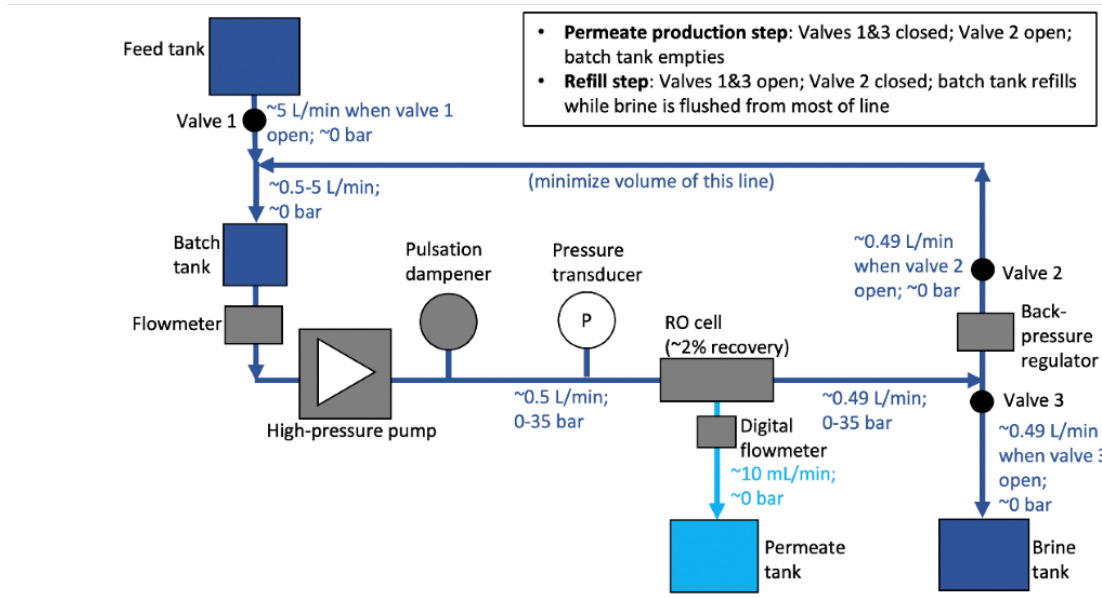 Feed tank
• Permeate production step: Valves 1&3 closed; Valve 2 open;
batch tank empties
• Refill step: Valves 1&3 open; Valve 2 closed; batch tank refills
while brine is flushed from most of line
Valve 1
~5 L/min when valve 1
open; ~0 bar
(minimize volume of this line)
~0.5-5 L/min;
~0 bar
Batch
tank
Pulsation
dampener
Pressure
transducer
~0.49 L/min
when valve 2
open; ~0 bar
Valve 2
Flowmeter
P
RO cell
(~2% recovery)
Back-
pressure
regulator
High-pressure pump
~0.5 L/min;
0-35 bar
~0.49 L/min;
0-35 bar
Valve 3
Digital
flowmeter
~10 mL/min;
~0 bar
~0.49 L/min
when valve 3
open;
~0 bar
Permeate
tank
Brine
tank